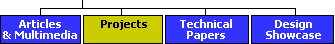 Articles
& Multimedia
Projects
Technical
Papers
Design
Showcase